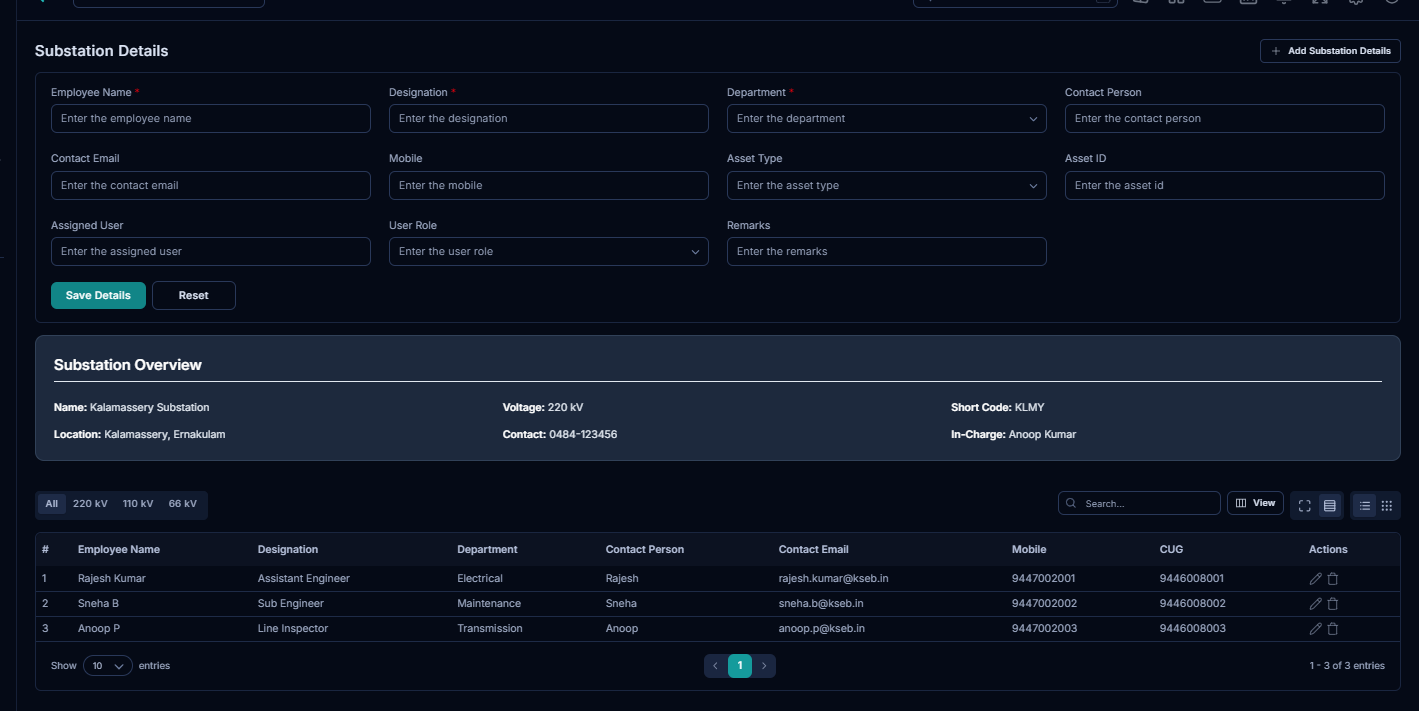 Substation Details
Add Substation Details
Employee Name * Designation * Department * Contact Person
Enter the employee name Enter the designation Enter the department Enter the contact person
Contact Email Mobile Asset Type Asset ID
Enter the contact email Enter the mobile Enter the asset type Enter the asset id
Assigned User User Role Remarks
Enter the assigned user Enter the user role Enter the remarks
Save Details Reset
Substation Overview
Name: Kalamassery Substation Voltage: 220 kV Short Code: KLMY
Location: Kalamassery, Ernakulam Contact: 0484-123456 In-Charge: Anoop Kumar
All 220 kV 110 kV 66 kV Search... View
# Employee Name Designation Department Contact Person Contact Email Mobile CUG Actions
1 Rajesh Kumar Assistant Engineer Electrical Rajesh rajesh.kumar@kseb.in 9447002001 9446008001
2 Sneha B Sub Engineer Maintenance Sneha sneha.b@kseb.in 9447002002 9446008002
3 Anoop P Line Inspector Transmission Anoop anoop.p@kseb.in 9447002003 9446008003
Show 10 entries 1 1 - 3 of 3 entries